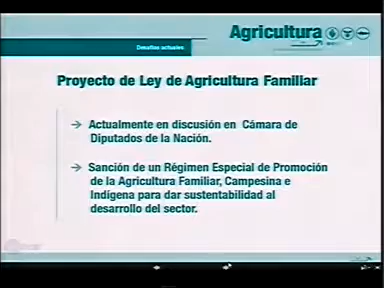 Agricultura
Desafíos actuales
Proyecto de Ley de Agricultura Familiar
→ Actualmente en discusión en Cámara de
Diputados de la Nación.
→ Sanción de un Régimen Especial de Promoción
de la Agricultura Familiar, Campesina e
Indígena para dar sustentabilidad al
desarrollo del sector.